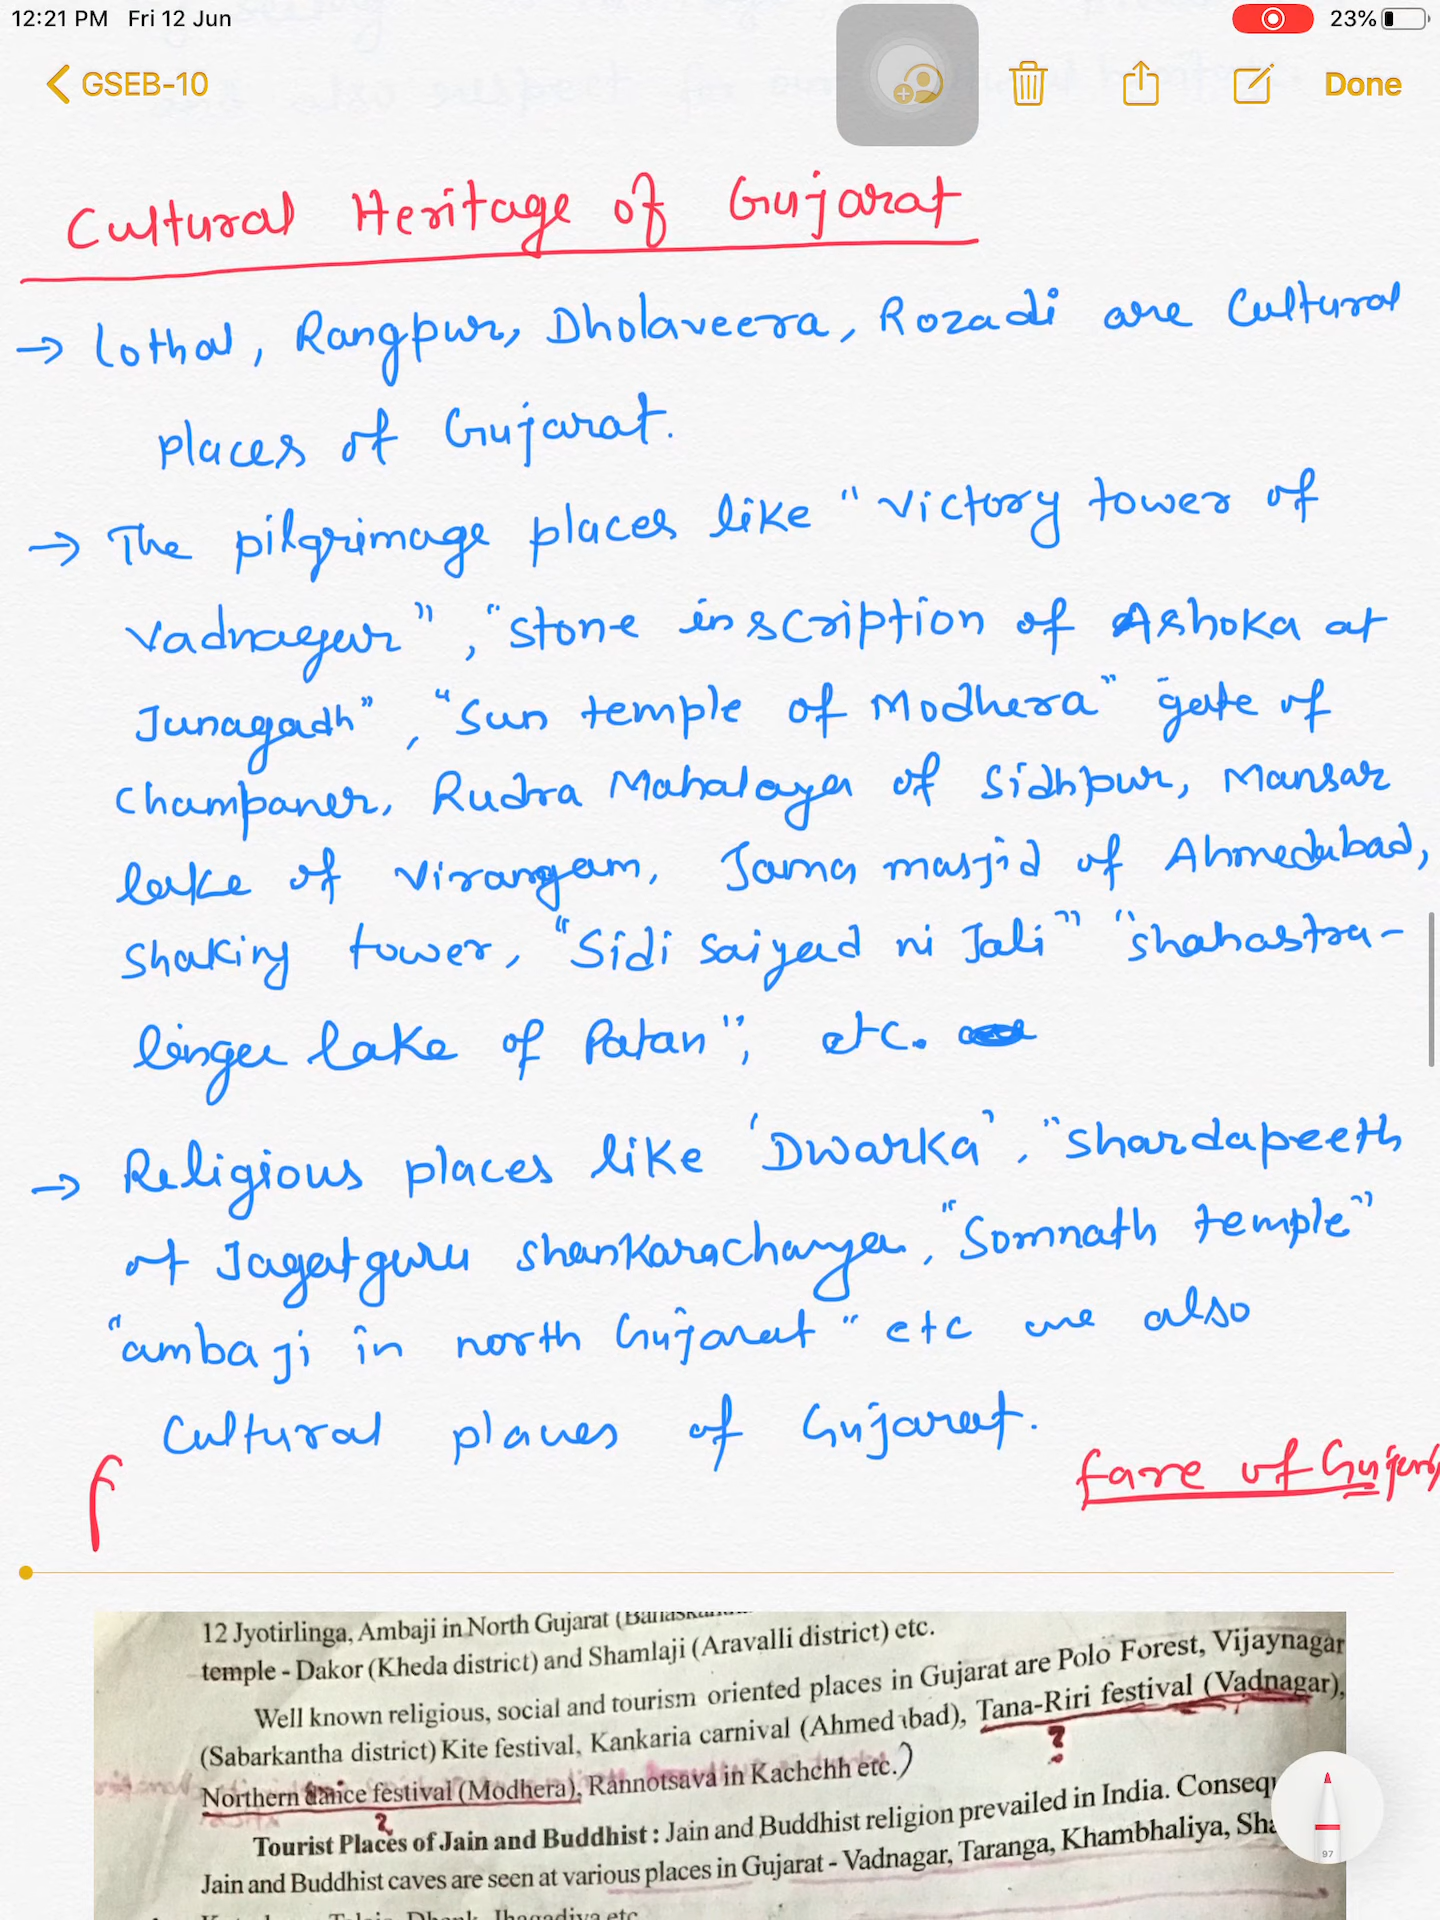 12:21 PM Fri 12 Jun
23%
GSEB-10
Done
Cultural Heritage of Gujarat
→ Lothal, Rangpur, Dholaveera, Rozadi are Cultural
places of Gujarat.
→ The pilgrimage places like "Victory tower of
Vadnagar", "stone inscription of Ashoka at
Junagadh", "Sun temple of Modhera" gate of
Champaner, Rudra Mahalaya of Sidhpur, Mansar
lake of Virangam, Jama masjid of Ahmedabad,
Shaking tower, "Sidi Saiyad ni Jali" "shahastra-
linga lake of Patan", etc.
→ Religious places like 'Dwarka', "shardapeeth
of Jagatguru shankaracharya, "Somnath temple"
"ambaji in north Gujarat" etc are also
Cultural places of Gujarat.
fare of
12 Jyotirlinga, Ambaji in North Gujarat
temple - Dakor (Kheda district) and Shamlaji (Aravalli district) etc.
Well known religious, social and tourism oriented places in Gujarat are Polo Forest, Vijaynagar
(Sabarkantha district) Kite festival, Kankaria carnival (Ahmedabad), Tana-Riri festival (Vadnagar),
?
Northern dance festival (Modhera), Rannotsava in Kachchh etc.)
?
Tourist Places of Jain and Buddhist : Jain and Buddhist religion prevailed in India. Consequ
Jain and Buddhist caves are seen at various places in Gujarat - Vadnagar, Taranga, Khambhaliya, Sha
97